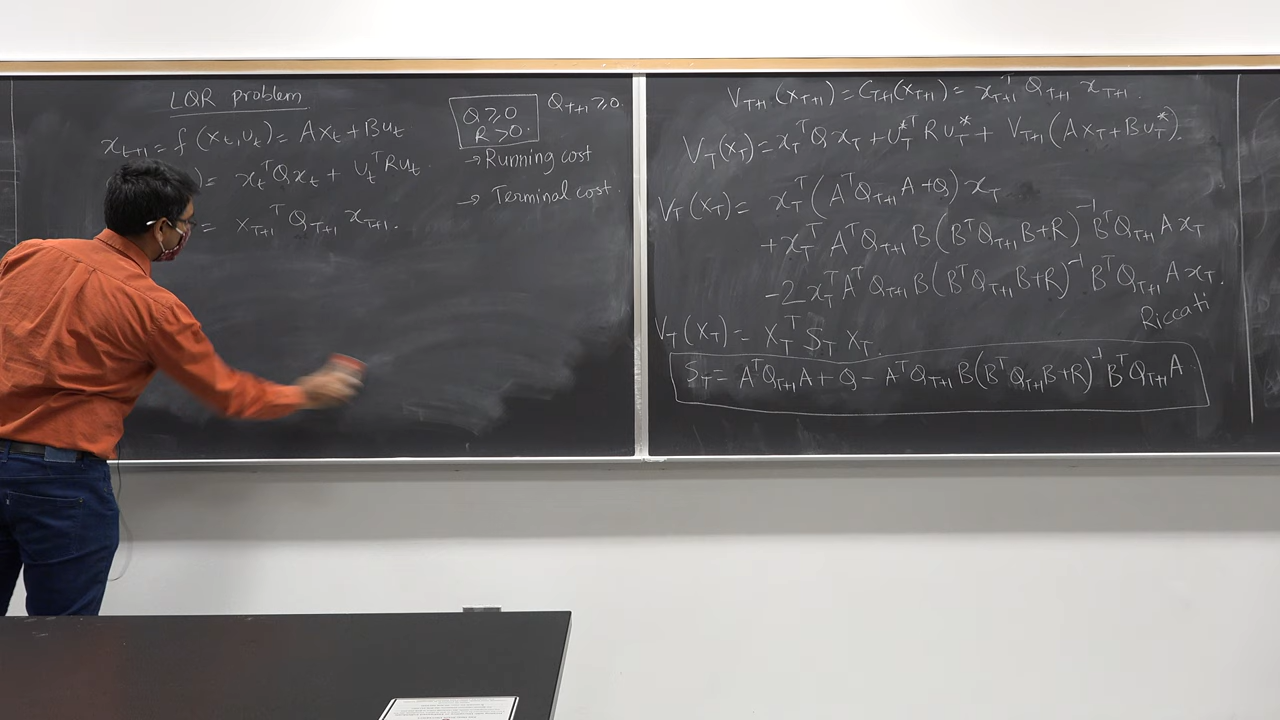 LQR problem
x_{t+1} = f(x_t, u_t) = Ax_t + Bu_t
) = x_t^T Q x_t + u_t^T R u_t
= x_{T+1}^T Q_{T+1} x_{T+1}.
Q ≥ 0
R > 0.
Q_{T+1} ≥ 0.
→ Running cost
→ Terminal cost.
V_{T+1}(x_{T+1}) = C_{T+1}(x_{T+1}) = x_{T+1}^T Q_{T+1} x_{T+1}.
V_T(x_T) = x_T^T Q x_T + u_T^{*T} R u_T^* + V_{T+1}(A x_T + B u_T^*).
V_T(x_T) = x_T^T (A^T Q_{T+1} A + Q) x_T
+ x_T^T A^T Q_{T+1} B (B^T Q_{T+1} B + R)^{-1} B^T Q_{T+1} A x_T
- 2 x_T^T A^T Q_{T+1} B (B^T Q_{T+1} B + R)^{-1} B^T Q_{T+1} A x_T.
Riccati
V_T(x_T) = x_T^T S_T x_T.
S_T = A^T Q_{T+1} A + Q - A^T Q_{T+1} B (B^T Q_{T+1} B + R)^{-1} B^T Q_{T+1} A